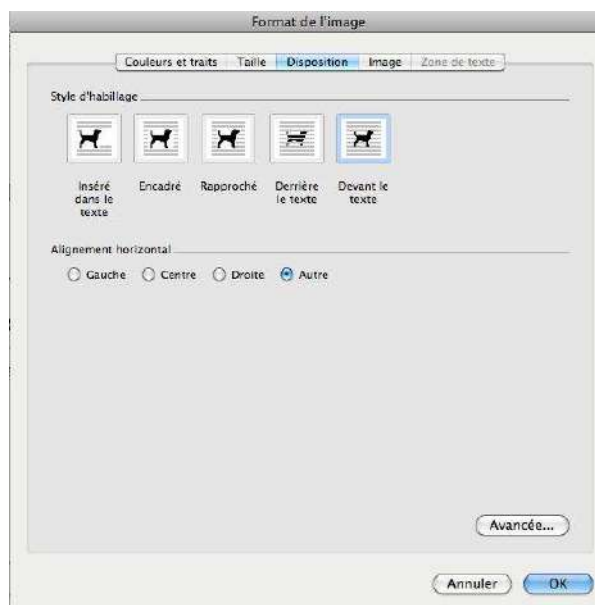 Format de l'image
Couleurs et traits Taille Disposition Image Zone de texte
Style d'habillage
Inséré dans le texte
Encadré
Rapproché
Derrière le texte
Devant le texte
Alignement horizontal
Gauche Centre Droite Autre
Avancée...
Annuler OK